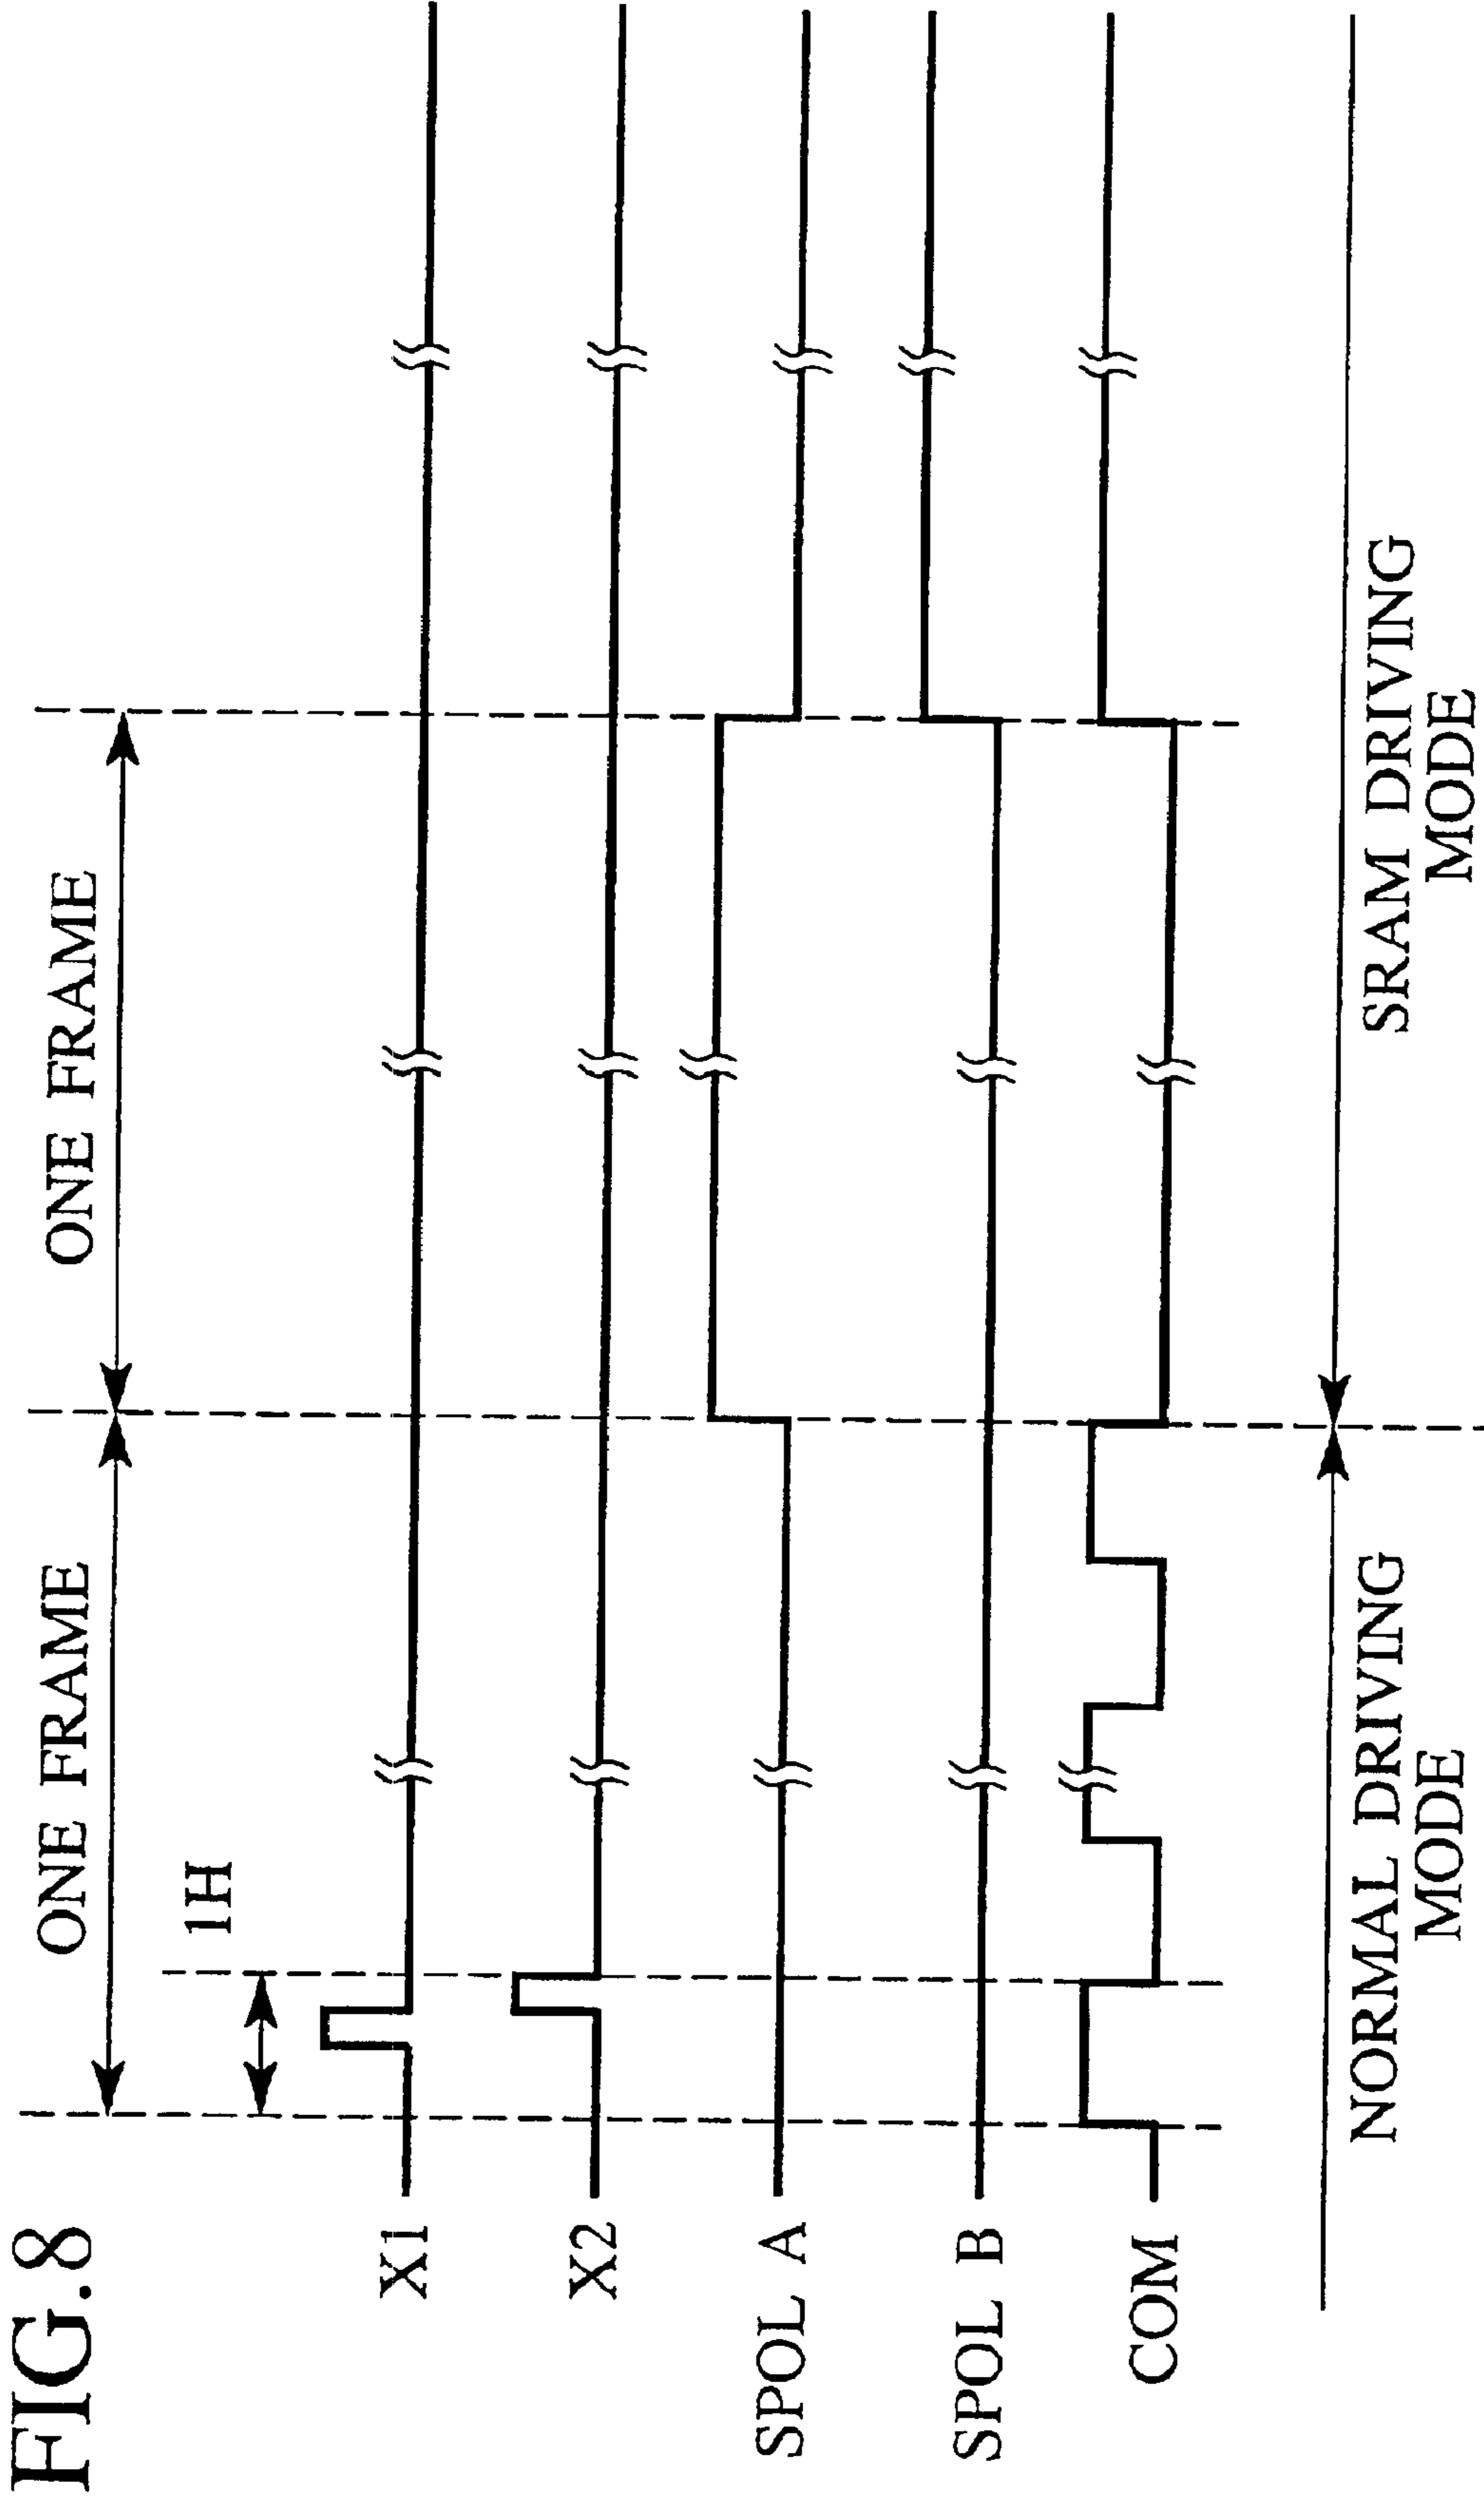 FIG.8
ONE FRAME
ONE FRAME
1H
X1
X2
SPOL A
SPOL B
COM
NORMAL DRIVING
MODE
SRAM DRIVING
MODE